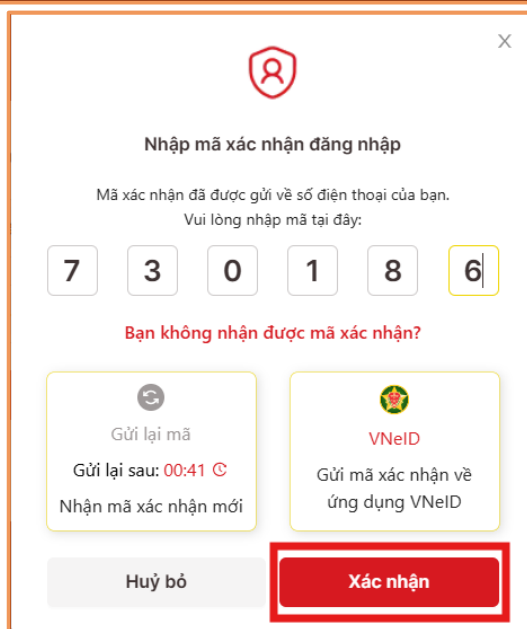 X
Nhập mã xác nhận đăng nhập
Mã xác nhận đã được gửi về số điện thoại của bạn.
Vui lòng nhập mã tại đây:
7 3 0 1 8 6
Bạn không nhận được mã xác nhận?
Gửi lại mã
Gửi lại sau: 00:41
Nhận mã xác nhận mới
VNeID
Gửi mã xác nhận về
ứng dụng VNeID
Huỷ bỏ
Xác nhận